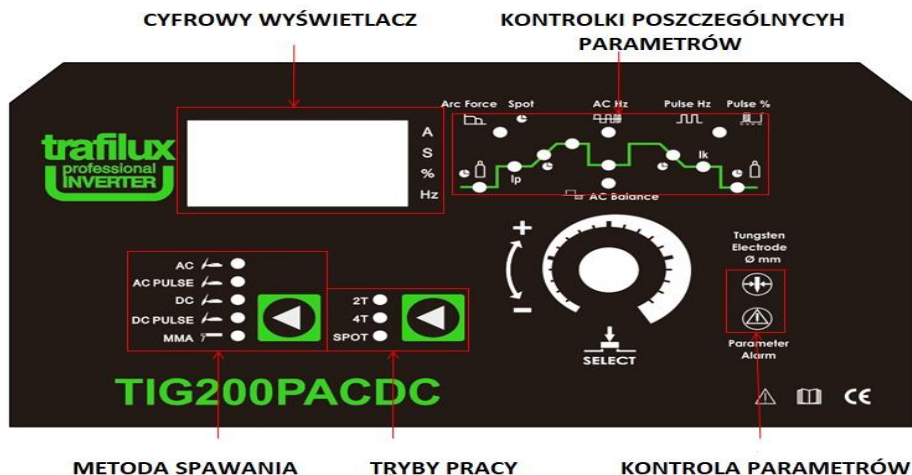 CYFROWY WYŚWIETLACZ
KONTROLKI POSZCZEGÓLNYCYH
PARAMETRÓW
Arc Force Spot AC Hz Pulse Hz Pulse %
trafilux
professional
INVERTER
A
S
%
Hz
Ip
Ik
AC Balance
+
−
SELECT
Tungsten
Electrode
Ø mm
Parameter
Alarm
AC
AC PULSE
DC
DC PULSE
MMA
2T
4T
SPOT
TIG200PACDC
CE
METODA SPAWANIA
TRYBY PRACY
KONTROLA PARAMETRÓW